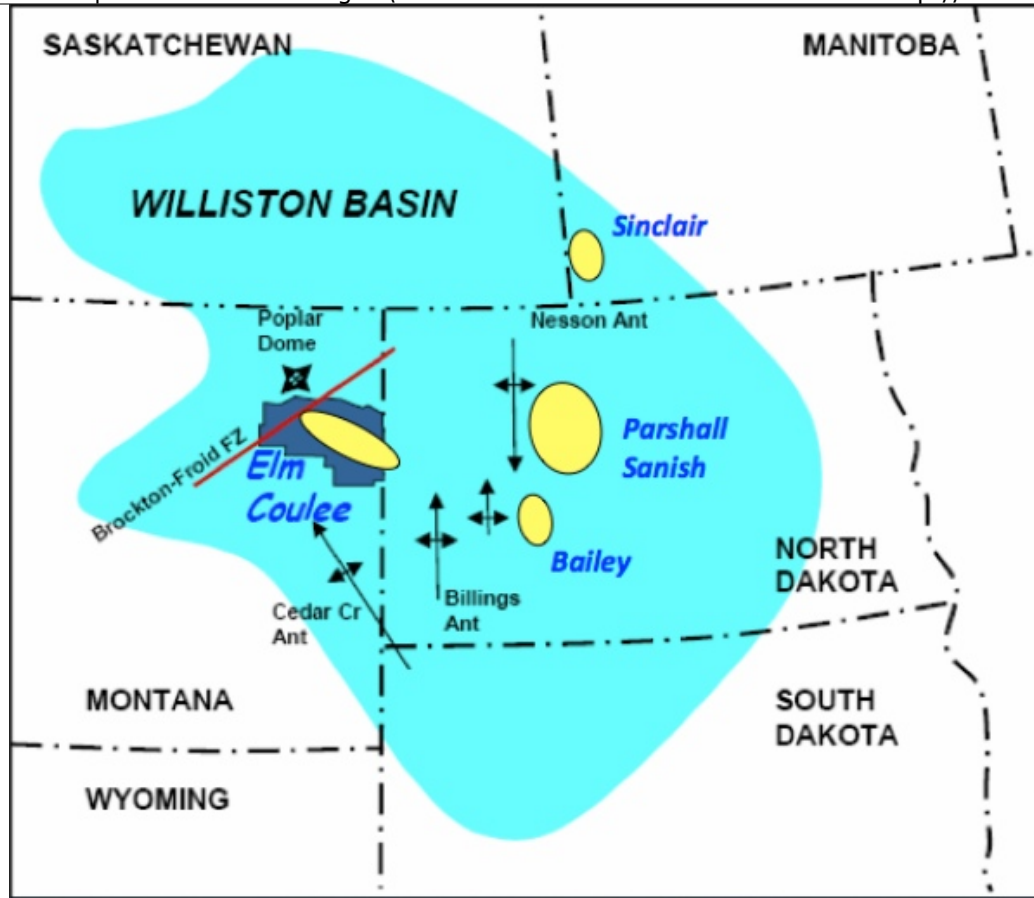 SASKATCHEWAN
MANITOBA
WILLISTON BASIN
Sinclair
Poplar
Dome
Nesson Ant
Parshall
Sanish
Brockton-Froid FZ
Elm
Coulee
Bailey
NORTH
DAKOTA
Cedar Cr
Ant
Billings
Ant
MONTANA
SOUTH
DAKOTA
WYOMING